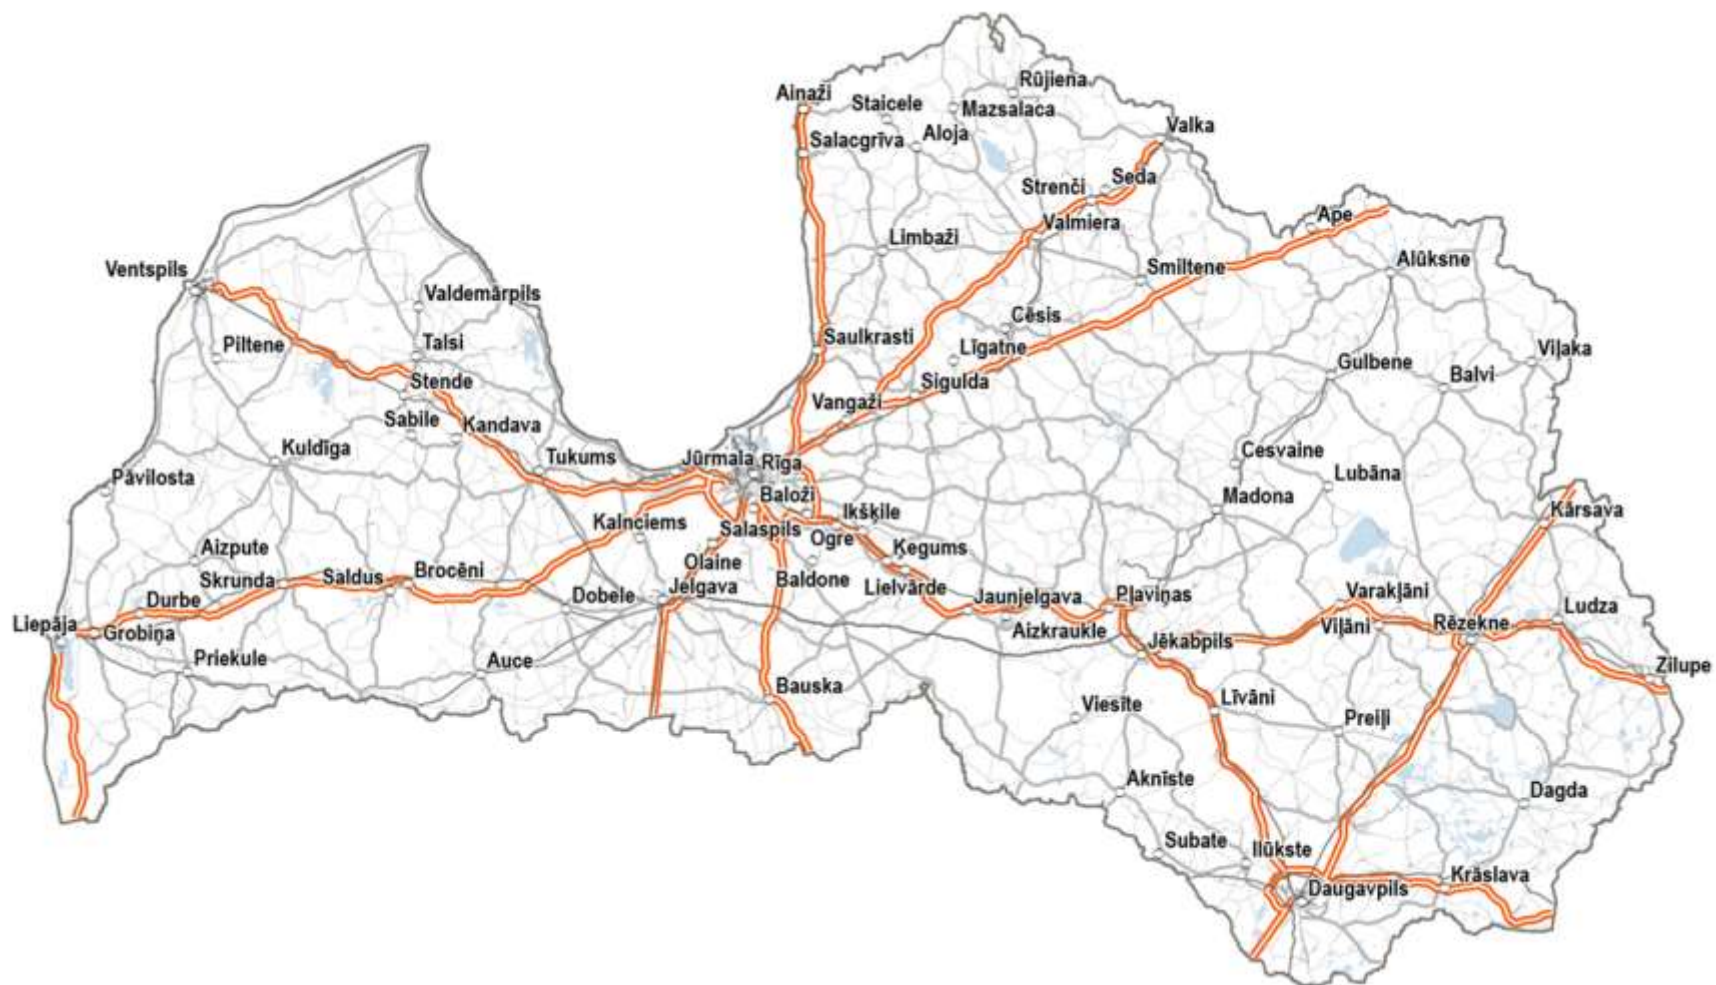 Rūjiena
Ainaži
Staicele
Mazsalaca
Valka
Salacgrīva
Aloja
Strenči
Seda
Ape
Valmiera
Limbaži
Alūksne
Ventspils
Smiltene
Valdemārpils
Cēsis
Saulkrasti
Piltene
Talsi
Līgatne
Viļaka
Gulbene
Balvi
Stende
Sigulda
Vangaži
Sabile
Kandava
Kuldīga
Tukums
Jūrmala
Rīga
Cesvaine
Pāvilosta
Lubāna
Baloži
Madona
Ikšķile
Kārsava
Kalnciems
Salaspils
Ogre
Aizpute
Ķegums
Olaine
Skrunda
Saldus
Brocēni
Baldone
Lielvārde
Jelgava
Varakļāni
Durbe
Dobele
Jaunjelgava
Pļaviņas
Ludza
Liepāja
Grobiņa
Aizkraukle
Viļāni
Rēzekne
Jēkabpils
Priekule
Auce
Zilupe
Bauska
Viesīte
Līvāni
Preiļi
Aknīste
Dagda
Subate
Ilūkste
Krāslava
Daugavpils